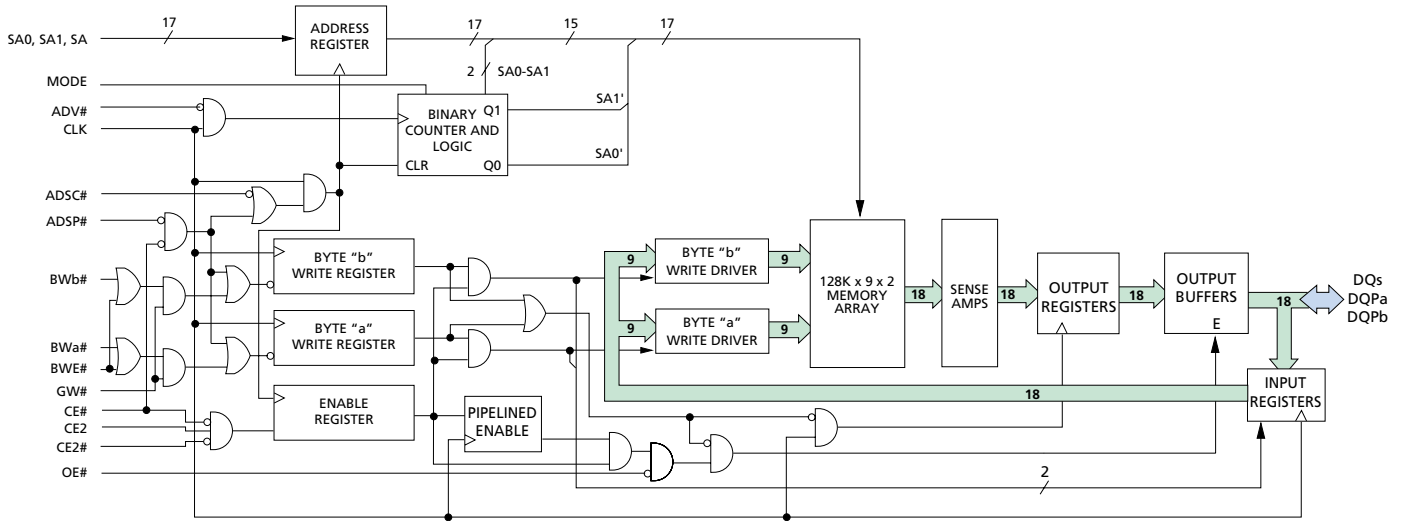 17
ADDRESS
REGISTER
17
15
17
SA0, SA1, SA
2
SA0-SA1
MODE
ADV#
CLK
BINARY
COUNTER AND
LOGIC
Q1
CLR
Q0
SA1'
SA0'
ADSC#
ADSP#
BWb#
BYTE “b”
WRITE REGISTER
9
BYTE “b”
WRITE DRIVER
9
128K x 9 x 2
MEMORY
ARRAY
18
SENSE
AMPS
18
OUTPUT
REGISTERS
18
OUTPUT
BUFFERS
E
18
DQs
DQPa
DQPb
BYTE “a”
WRITE REGISTER
9
BYTE “a”
WRITE DRIVER
9
BWa#
BWE#
GW#
CE#
CE2
CE2#
OE#
ENABLE
REGISTER
PIPELINED
ENABLE
18
INPUT
REGISTERS
2